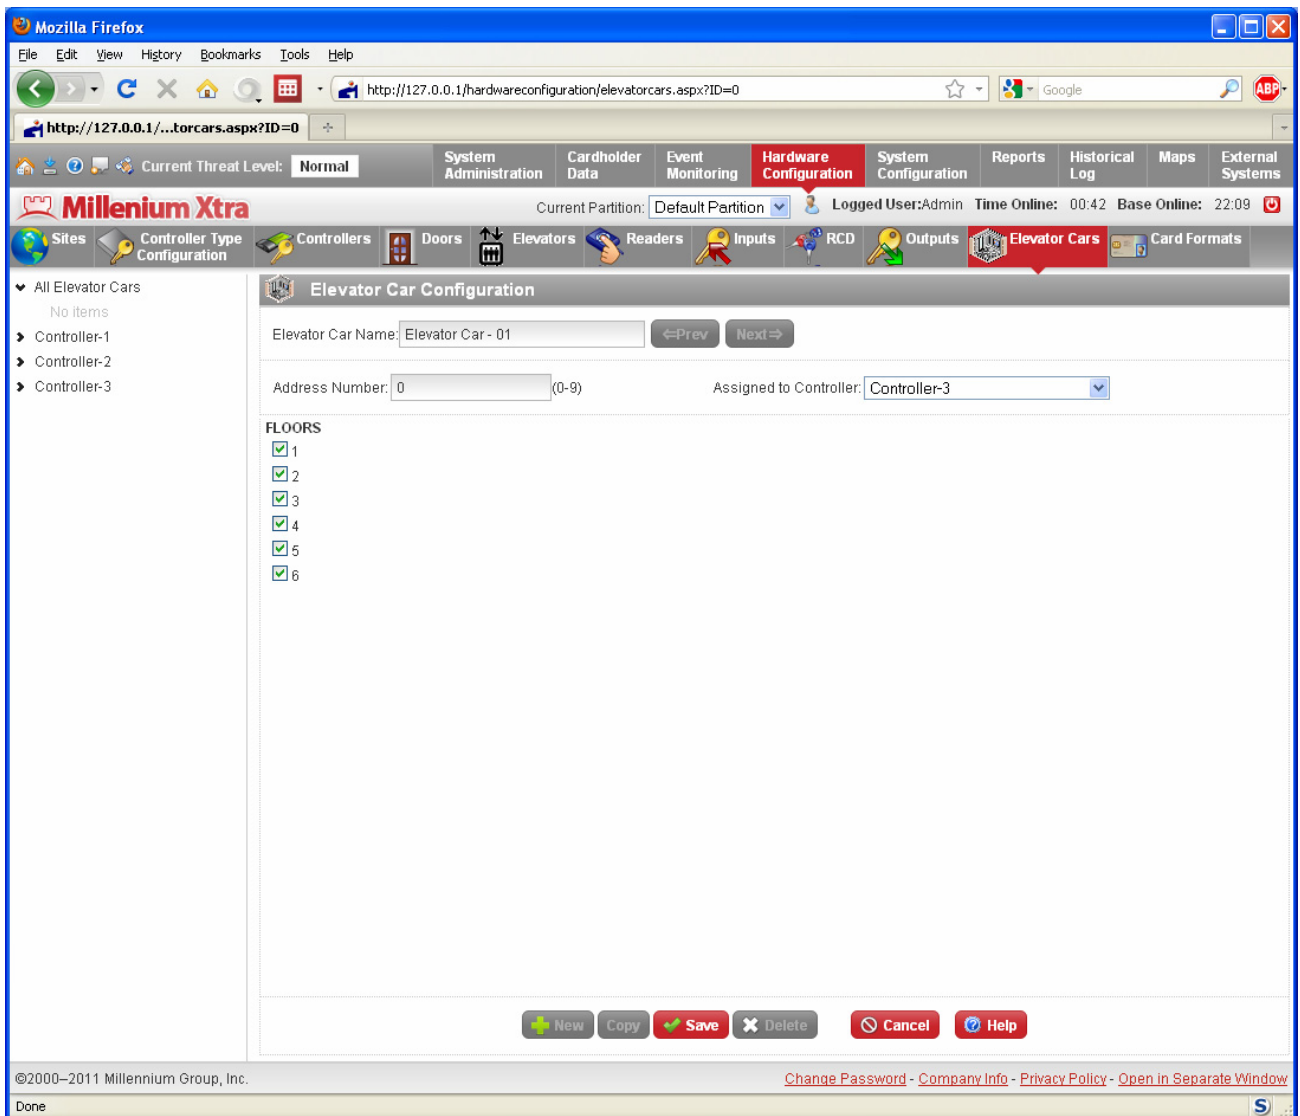 Mozilla Firefox
File Edit View History Bookmarks Tools Help
http://127.0.0.1/hardwareconfiguration/elevatorcars.aspx?ID=0 Google ABP
http://127.0.0.1/...torcars.aspx?ID=0
Current Threat Level: Normal System Administration Cardholder Data Event Monitoring Hardware Configuration System Configuration Reports Historical Log Maps External Systems
Millenium Xtra Current Partition: Default Partition Logged User:Admin Time Online: 00:42 Base Online: 22:09
Sites Controller Type Configuration Controllers Doors Elevators Readers Inputs RCD Outputs Elevator Cars Card Formats
All Elevator Cars
No items
Controller-1
Controller-2
Controller-3
Elevator Car Configuration
Elevator Car Name: Elevator Car - 01 ⇦Prev Next⇨
Address Number: 0 (0-9) Assigned to Controller: Controller-3
FLOORS
1
2
3
4
5
6
New Copy Save Delete Cancel Help
©2000–2011 Millennium Group, Inc. Change Password - Company Info - Privacy Policy - Open in Separate Window
Done S